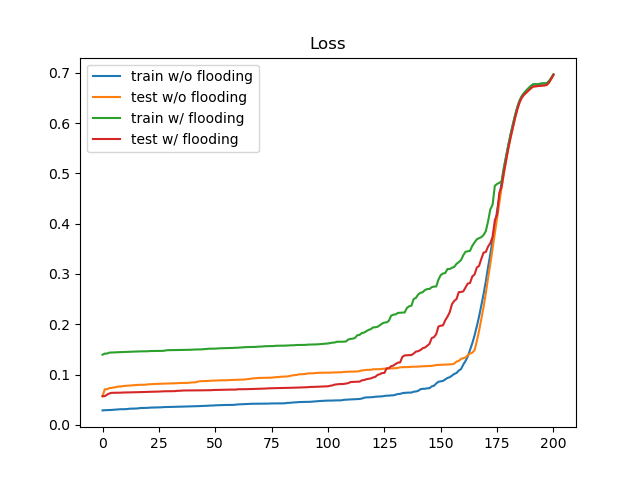 Loss
0.7
0.6
0.5
0.4
0.3
0.2
0.1
0.0
train w/o flooding
test w/o flooding
train w/ flooding
test w/ flooding
0 25 50 75 100 125 150 175 200